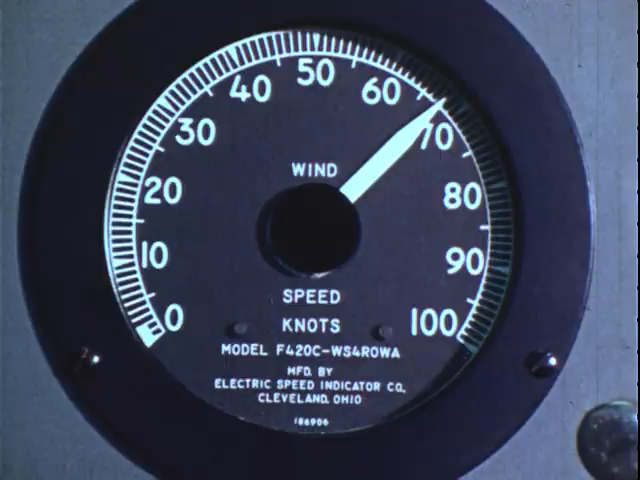 50
40 60
30 70
WIND
20 80
10 90
SPEED
0 KNOTS 100
MODEL F420C-WS4ROWA
MFD. BY
ELECTRIC SPEED INDICATOR CO.
CLEVELAND, OHIO
186906